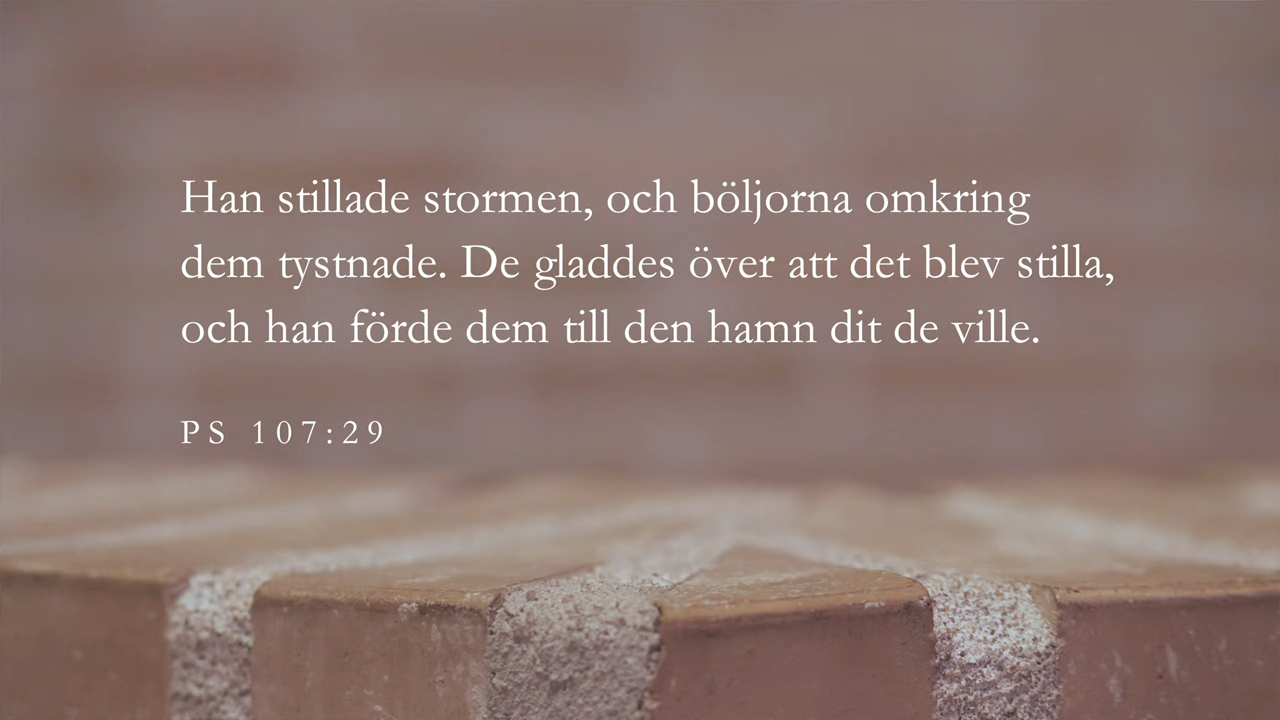 Han stillade stormen, och böljorna omkring
dem tystnade. De gladdes över att det blev stilla,
och han förde dem till den hamn dit de ville.
PS 107:29